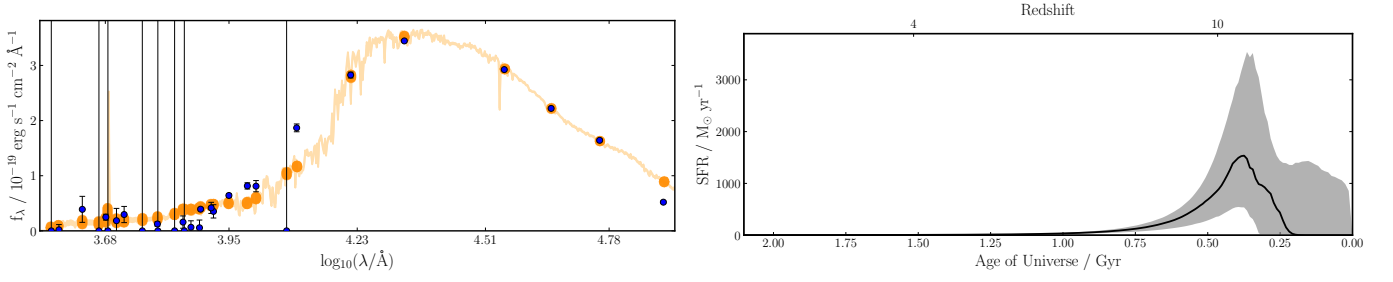 Redshift
4 10
f_λ / 10⁻¹⁹ erg s⁻¹ cm⁻² Å⁻¹
3
2
1
0
3.68 3.95 4.23 4.51 4.78
log₁₀(λ/Å)
SFR / M⊙ yr⁻¹
3000
2000
1000
0
2.00 1.75 1.50 1.25 1.00 0.75 0.50 0.25 0.00
Age of Universe / Gyr